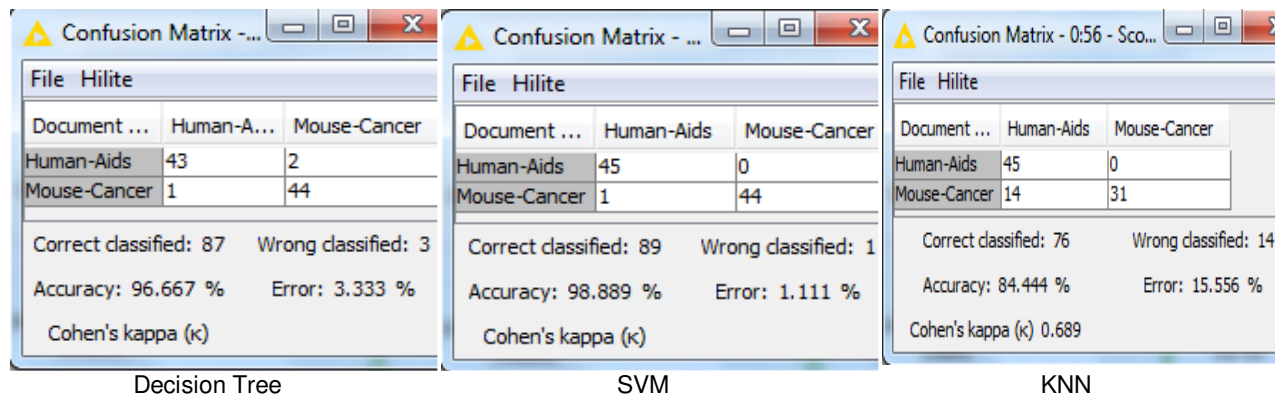 Confusion Matrix -...
File Hilite
Document ... Human-A... Mouse-Cancer
Human-Aids 43 2
Mouse-Cancer 1 44
Correct classified: 87 Wrong classified: 3
Accuracy: 96.667 % Error: 3.333 %
Cohen's kappa (κ)
Decision Tree
Confusion Matrix - ...
File Hilite
Document ... Human-Aids Mouse-Cancer
Human-Aids 45 0
Mouse-Cancer 1 44
Correct classified: 89 Wrong classified: 1
Accuracy: 98.889 % Error: 1.111 %
Cohen's kappa (κ)
SVM
Confusion Matrix - 0:56 - Sco...
File Hilite
Document ... Human-Aids Mouse-Cancer
Human-Aids 45 0
Mouse-Cancer 14 31
Correct classified: 76 Wrong classified: 14
Accuracy: 84.444 % Error: 15.556 %
Cohen's kappa (κ) 0.689
KNN